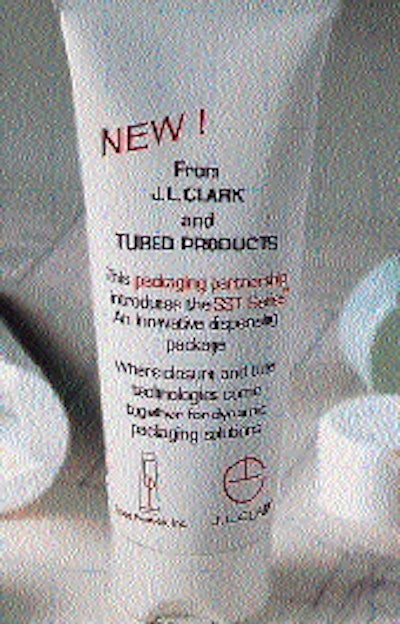 NEW !
From
J.L.CLARK
and
TUBED PRODUCTS
This packaging partnership
introduces the SST Series
An innovative dispensing
package
Where closure and tube
technologies come
together for dynamic
packaging solutions
Inc.
J.L.CLARK